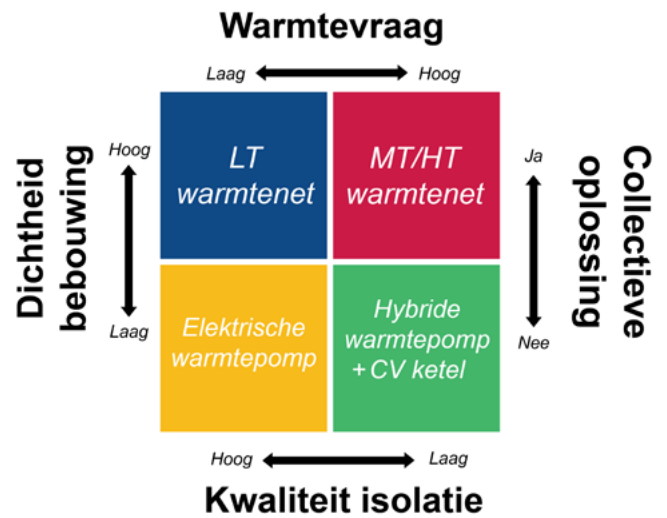 Warmtevraag
Laag Hoog
Dichtheid
bebouwing
Hoog
Laag
LT
warmtenet
MT/HT
warmtenet
Ja
Nee
Collectieve
oplossing
Elektrische
warmtepomp
Hybride
warmtepomp
+ CV ketel
Hoog Laag
Kwaliteit isolatie